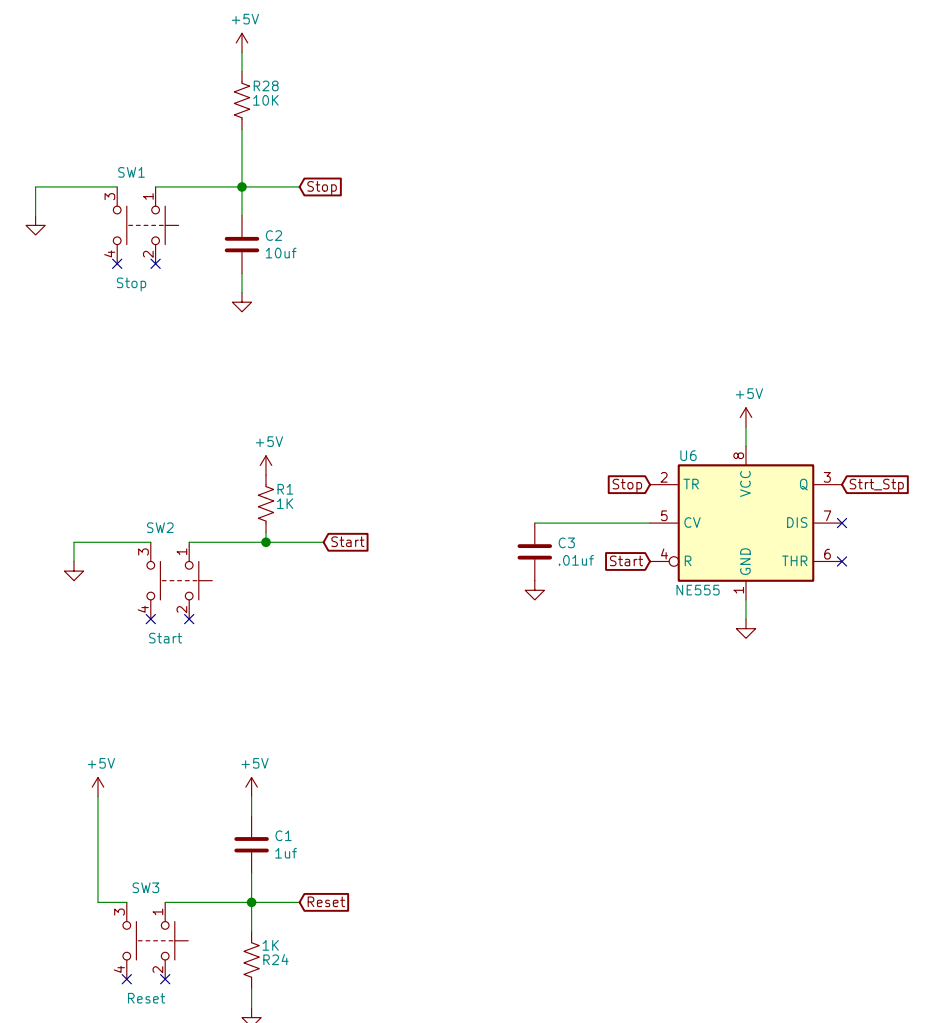 +5V
R28
10K
SW1
3
1
Stop
4
2
C2
10uf
Stop
+5V
R1
1K
SW2
3
1
Start
4
2
Start
+5V
U6
8
Stop
2
TR
VCC
Q
3
Strt_Stp
5
CV
DIS
7
C3
.01uf
Start
4
R
GND
THR
6
NE555
1
+5V
+5V
C1
1uf
SW3
3
1
Reset
4
2
1K
R24
Reset